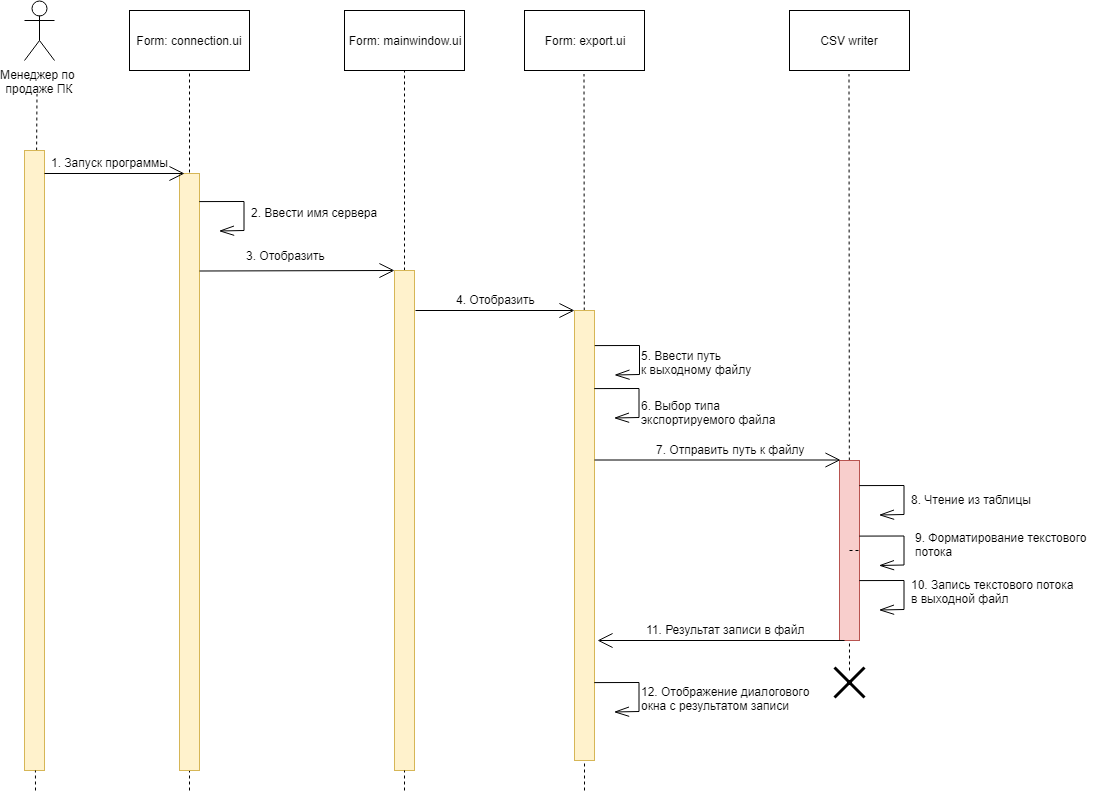 Менеджер по
продаже ПК
Form: connection.ui
Form: mainwindow.ui
Form: export.ui
CSV writer
1. Запуск программы
2. Ввести имя сервера
3. Отобразить
4. Отобразить
5. Ввести путь
к выходному файлу
6. Выбор типа
экспортируемого файла
7. Отправить путь к файлу
8. Чтение из таблицы
9. Форматирование текстового
потока
10. Запись текстового потока
в выходной файл
11. Результат записи в файл
12. Отображение диалогового
окна с результатом записи